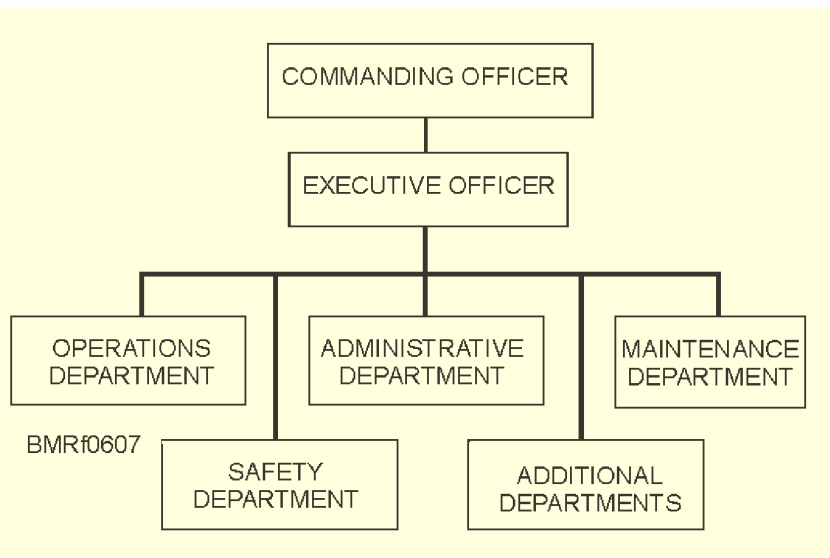 COMMANDING OFFICER
EXECUTIVE OFFICER
OPERATIONS
DEPARTMENT
ADMINISTRATIVE
DEPARTMENT
MAINTENANCE
DEPARTMENT
BMRf0607
SAFETY
DEPARTMENT
ADDITIONAL
DEPARTMENTS